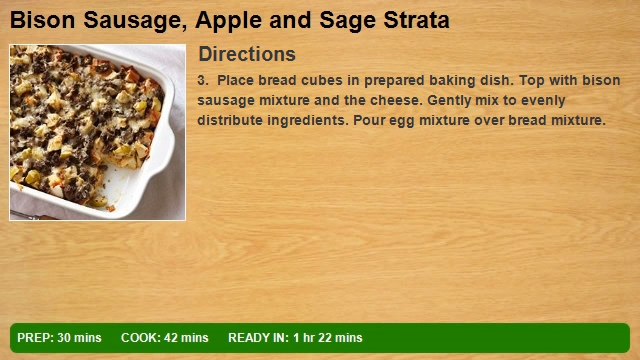 Bison Sausage, Apple and Sage Strata
Directions
3. Place bread cubes in prepared baking dish. Top with bison
sausage mixture and the cheese. Gently mix to evenly
distribute ingredients. Pour egg mixture over bread mixture.
PREP: 30 mins COOK: 42 mins READY IN: 1 hr 22 mins